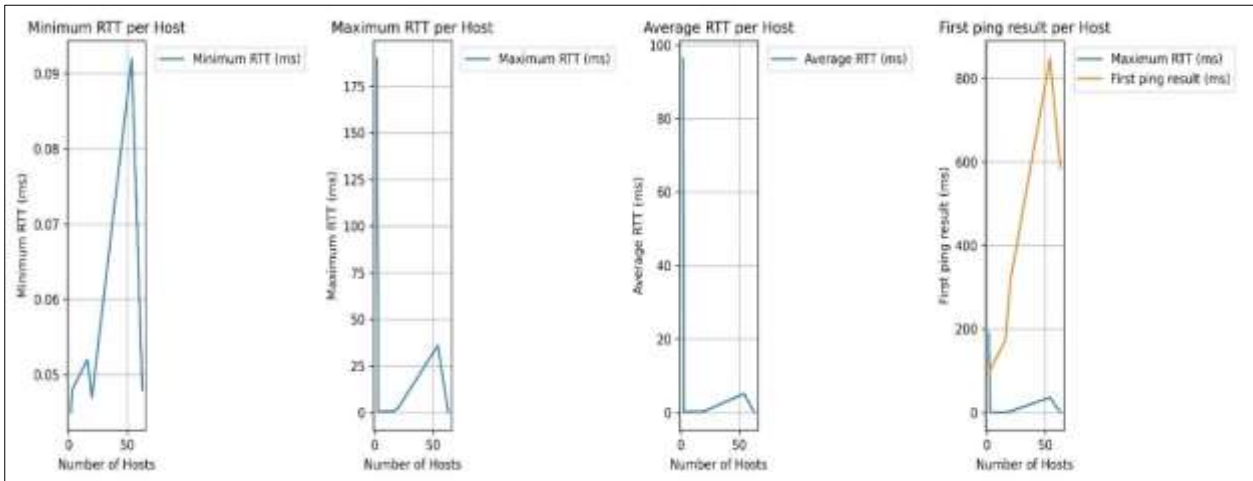 Minimum RTT per Host
Minimum RTT (ms)
Minimum RTT (ms)
0.09
0.08
0.07
0.06
0.05
0
50
Number of Hosts
Maximum RTT per Host
Maximum RTT (ms)
Maximum RTT (ms)
175
150
125
100
75
50
25
0
0
50
Number of Hosts
Average RTT per Host
Average RTT (ms)
Average RTT (ms)
100
80
60
40
20
0
0
50
Number of Hosts
First ping result per Host
Maximum RTT (ms)
First ping result (ms)
First ping result (ms)
800
600
400
200
0
0
50
Number of Hosts